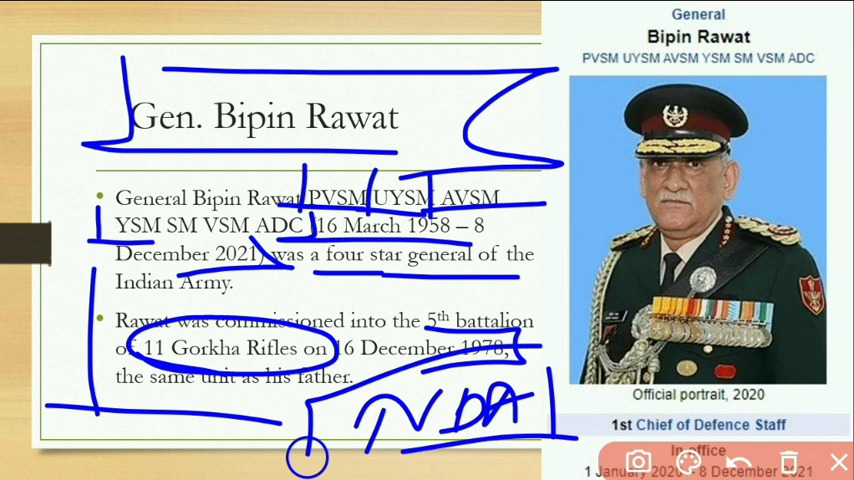 Gen. Bipin Rawat
General Bipin Rawat PVSM UYSM AVSM
YSM SM VSM ADC (16 March 1958 – 8
December 2021) was a four star general of the
Indian Army.
Rawat was commissioned into the 5th battalion
of 11 Gorkha Rifles on 16 December 1978,
the same unit as his father.
NDA
General
Bipin Rawat
PVSM UYSM AVSM YSM SM VSM ADC
Official portrait, 2020
1st Chief of Defence Staff
In office
1 January 2020 – 8 December 2021